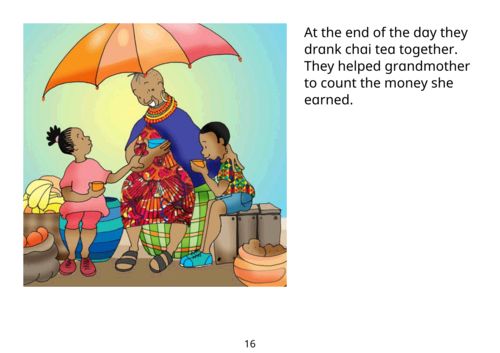 At the end of the day they
drank chai tea together.
They helped grandmother
to count the money she
earned.
16